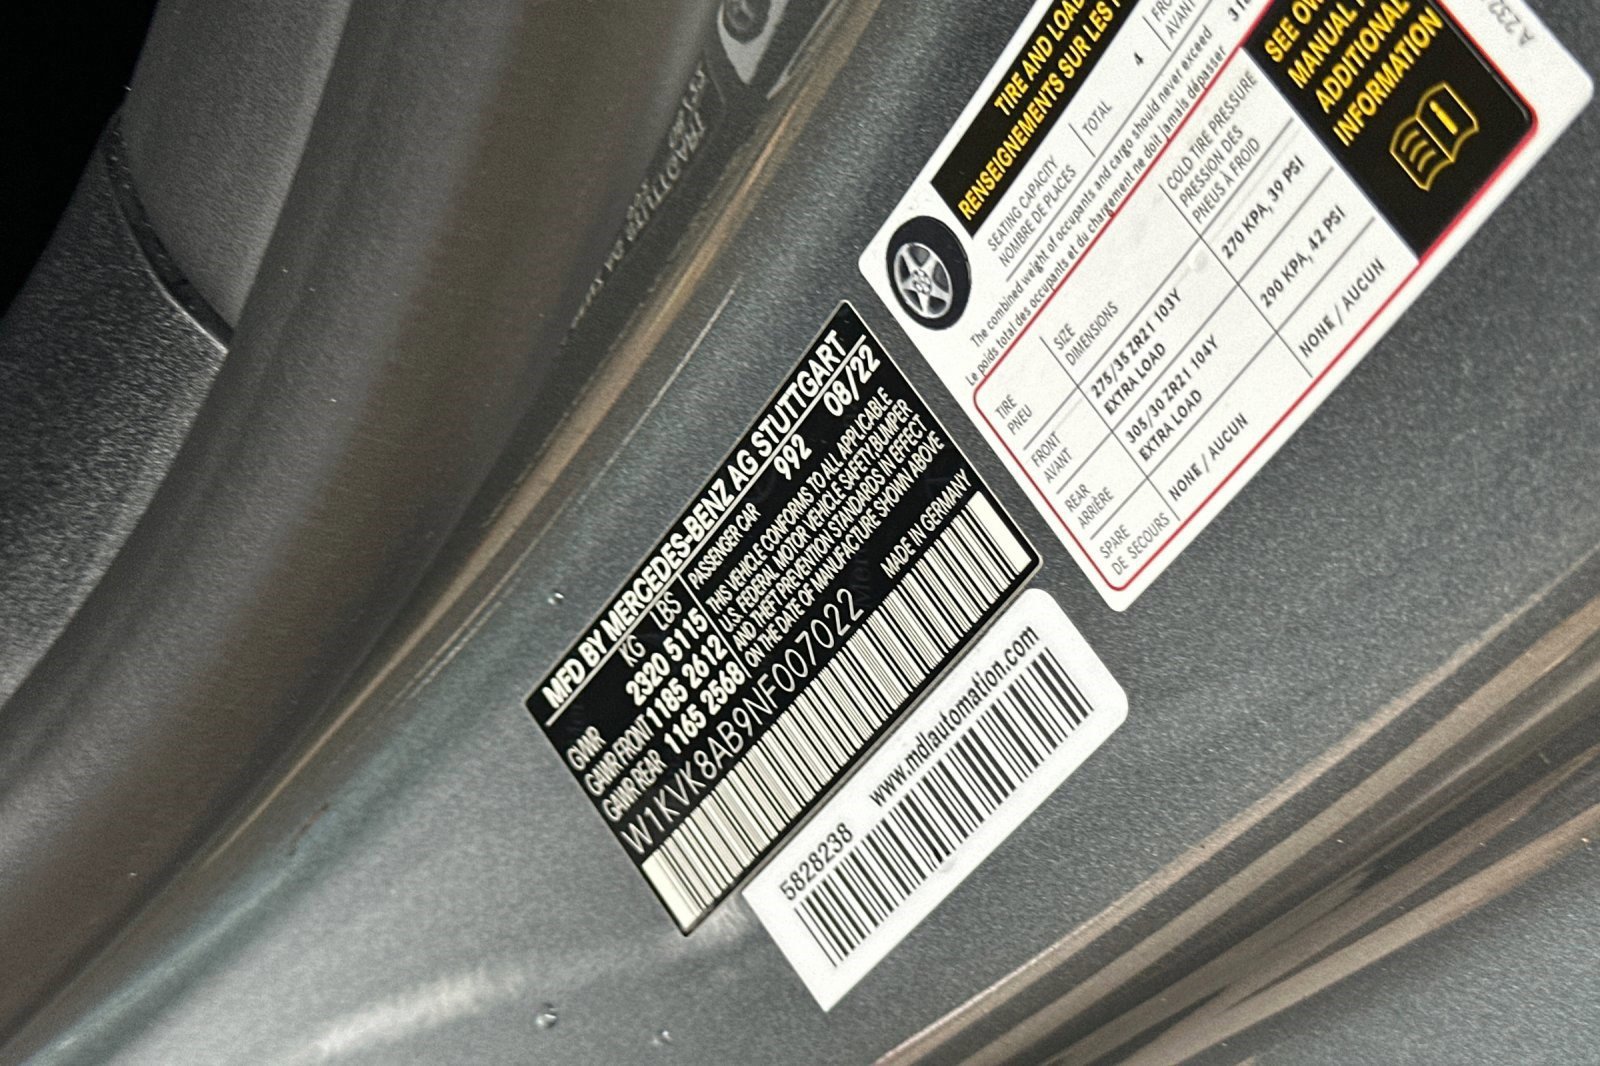 MFD BY MERCEDES-BENZ AG STUTTGART
KG LBS
PASSENGER CAR 992 08/22
GVWR 2320 5115
GAWR FRONT 1185 2612
GAWR REAR 1165 2568
THIS VEHICLE CONFORMS TO ALL APPLICABLE
U.S. FEDERAL MOTOR VEHICLE SAFETY, BUMPER
AND THEFT PREVENTION STANDARDS IN EFFECT
ON THE DATE OF MANUFACTURE SHOWN ABOVE
W1KVK8AB9NF007022
MADE IN GERMANY
5828238
www.mdlautomation.com
TIRE AND LOAD
RENSEIGNEMENTS SUR LES
SEATING CAPACITY
NOMBRE DE PLACES
TOTAL 4
AVANT
The combined weight of occupants and cargo should never exceed 318
Le poids total des occupants et du chargement ne doit jamais dépasser
TIRE
PNEU
SIZE
DIMENSIONS
COLD TIRE PRESSURE
PRESSION DES
PNEUS À FROID
FRONT
AVANT
275/35 ZR21 103Y
EXTRA LOAD
270 KPA, 39 PSI
REAR
ARRIÈRE
305/30 ZR21 104Y
EXTRA LOAD
290 KPA, 42 PSI
SPARE
DE SECOURS
NONE / AUCUN
NONE / AUCUN
SEE
MANUAL
ADDITIONAL
INFORMATION
A 232